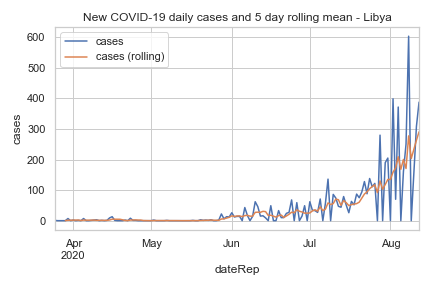 New COVID-19 daily cases and 5 day rolling mean - Libya
600
500
400
300
200
100
0
cases
cases
cases (rolling)
Apr
2020
May
Jun
Jul
Aug
dateRep